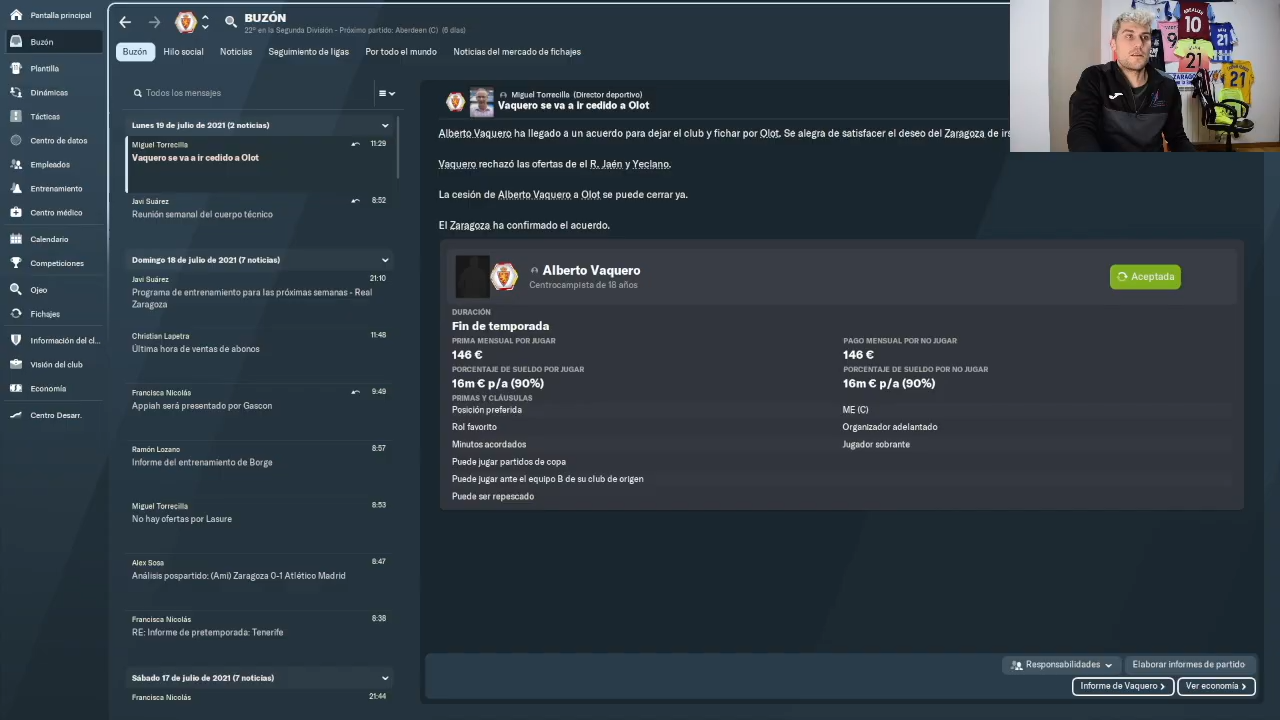 Pantalla principal
Buzón
Plantilla
Dinámicas
Tácticas
Centro de datos
Empleados
Entrenamiento
Centro médico
Calendario
Competiciones
Ojeo
Fichajes
Información del cl...
Visión del club
Economía
Centro Desarr.
BUZÓN
22º en la Segunda División - Próximo partido: Aberdeen (C) (6 días)
Buzón
Hilo social
Noticias
Seguimiento de ligas
Por todo el mundo
Noticias del mercado de fichajes
Todos los mensajes
Lunes 19 de julio de 2021 (2 noticias)
Miguel Torrecilla 11:29
Vaquero se va a ir cedido a Olot
Javi Suárez 8:52
Reunión semanal del cuerpo técnico
Domingo 18 de julio de 2021 (7 noticias)
Javi Suárez 21:10
Programa de entrenamiento para las próximas semanas - Real
Zaragoza
Christian Lapetra 11:48
Última hora de ventas de abonos
Francisca Nicolás 9:49
Appiah será presentado por Gascon
Ramón Lozano 8:57
Informe del entrenamiento de Borge
Miguel Torrecilla 8:53
No hay ofertas por Lasure
Alex Sosa 8:47
Análisis pospartido: (Ami) Zaragoza 0-1 Atlético Madrid
Francisca Nicolás 8:38
RE: Informe de pretemporada: Tenerife
Sábado 17 de julio de 2021 (7 noticias)
Francisca Nicolás 21:44
Miguel Torrecilla (Director deportivo)
Vaquero se va a ir cedido a Olot
Alberto Vaquero ha llegado a un acuerdo para dejar el club y fichar por Olot. Se alegra de satisfacer el deseo del Zaragoza de irs
Vaquero rechazó las ofertas de el R. Jaén y Yeclano.
La cesión de Alberto Vaquero a Olot se puede cerrar ya.
El Zaragoza ha confirmado el acuerdo.
Alberto Vaquero
Centrocampista de 18 años
Aceptada
DURACIÓN
Fin de temporada
PRIMA MENSUAL POR JUGAR PAGO MENSUAL POR NO JUGAR
146 € 146 €
PORCENTAJE DE SUELDO POR JUGAR PORCENTAJE DE SUELDO POR NO JUGAR
16m € p/a (90%) 16m € p/a (90%)
PRIMAS Y CLÁUSULAS
Posición preferida ME (C)
Rol favorito Organizador adelantado
Minutos acordados Jugador sobrante
Puede jugar partidos de copa
Puede jugar ante el equipo B de su club de origen
Puede ser repescado
Responsabilidades
Elaborar informes de partido
Informe de Vaquero
Ver economía
10
21
21
21
ZARAGOZA